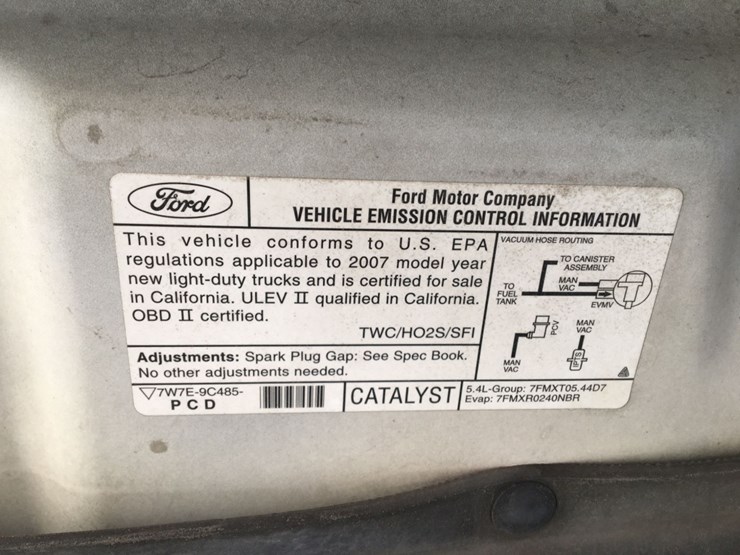 Ford
Ford Motor Company
VEHICLE EMISSION CONTROL INFORMATION
This vehicle conforms to U.S. EPA
regulations applicable to 2007 model year
new light-duty trucks and is certified for sale
in California. ULEV II qualified in California.
OBD II certified.
TWC/HO2S/SFI
Adjustments: Spark Plug Gap: See Spec Book.
No other adjustments needed.
VACUUM HOSE ROUTING
TO CANISTER
ASSEMBLY
MAN
VAC
TO
FUEL
TANK
EVMV
PCV
MAN
VAC
FPTS
MAN
VAC
7W7E-9C485-
PCD
CATALYST
5.4L-Group: 7FMXT05.44D7
Evap: 7FMXR0240NBR